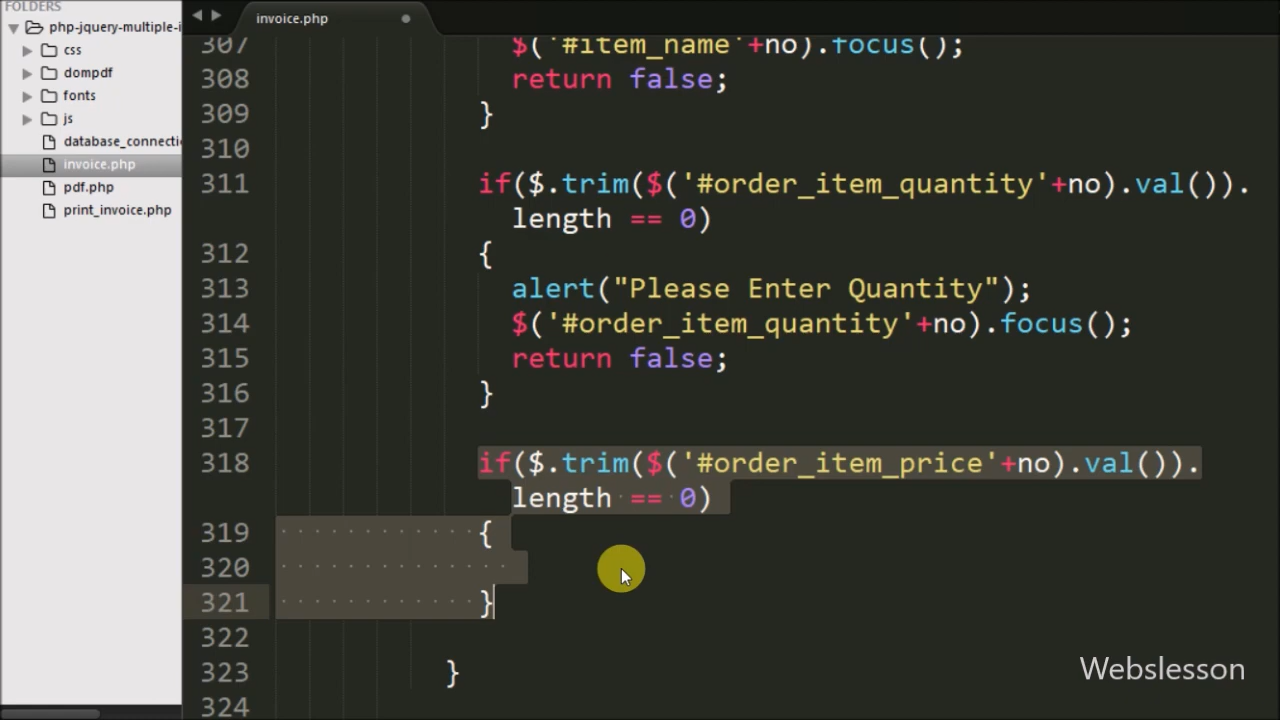 FOLDERS
php-jquery-multiple-i
css
dompdf
fonts
js
database_connecti
invoice.php
pdf.php
print_invoice.php
invoice.php
307 $('#item_name'+no).focus();
308 return false;
309 }
310
311 if($.trim($('#order_item_quantity'+no).val()).
length == 0)
312 {
313 alert("Please Enter Quantity");
314 $('#order_item_quantity'+no).focus();
315 return false;
316 }
317
318 if($.trim($('#order_item_price'+no).val()).
length == 0)
319 {
320
321 }
322
323 }
324
Webslesson